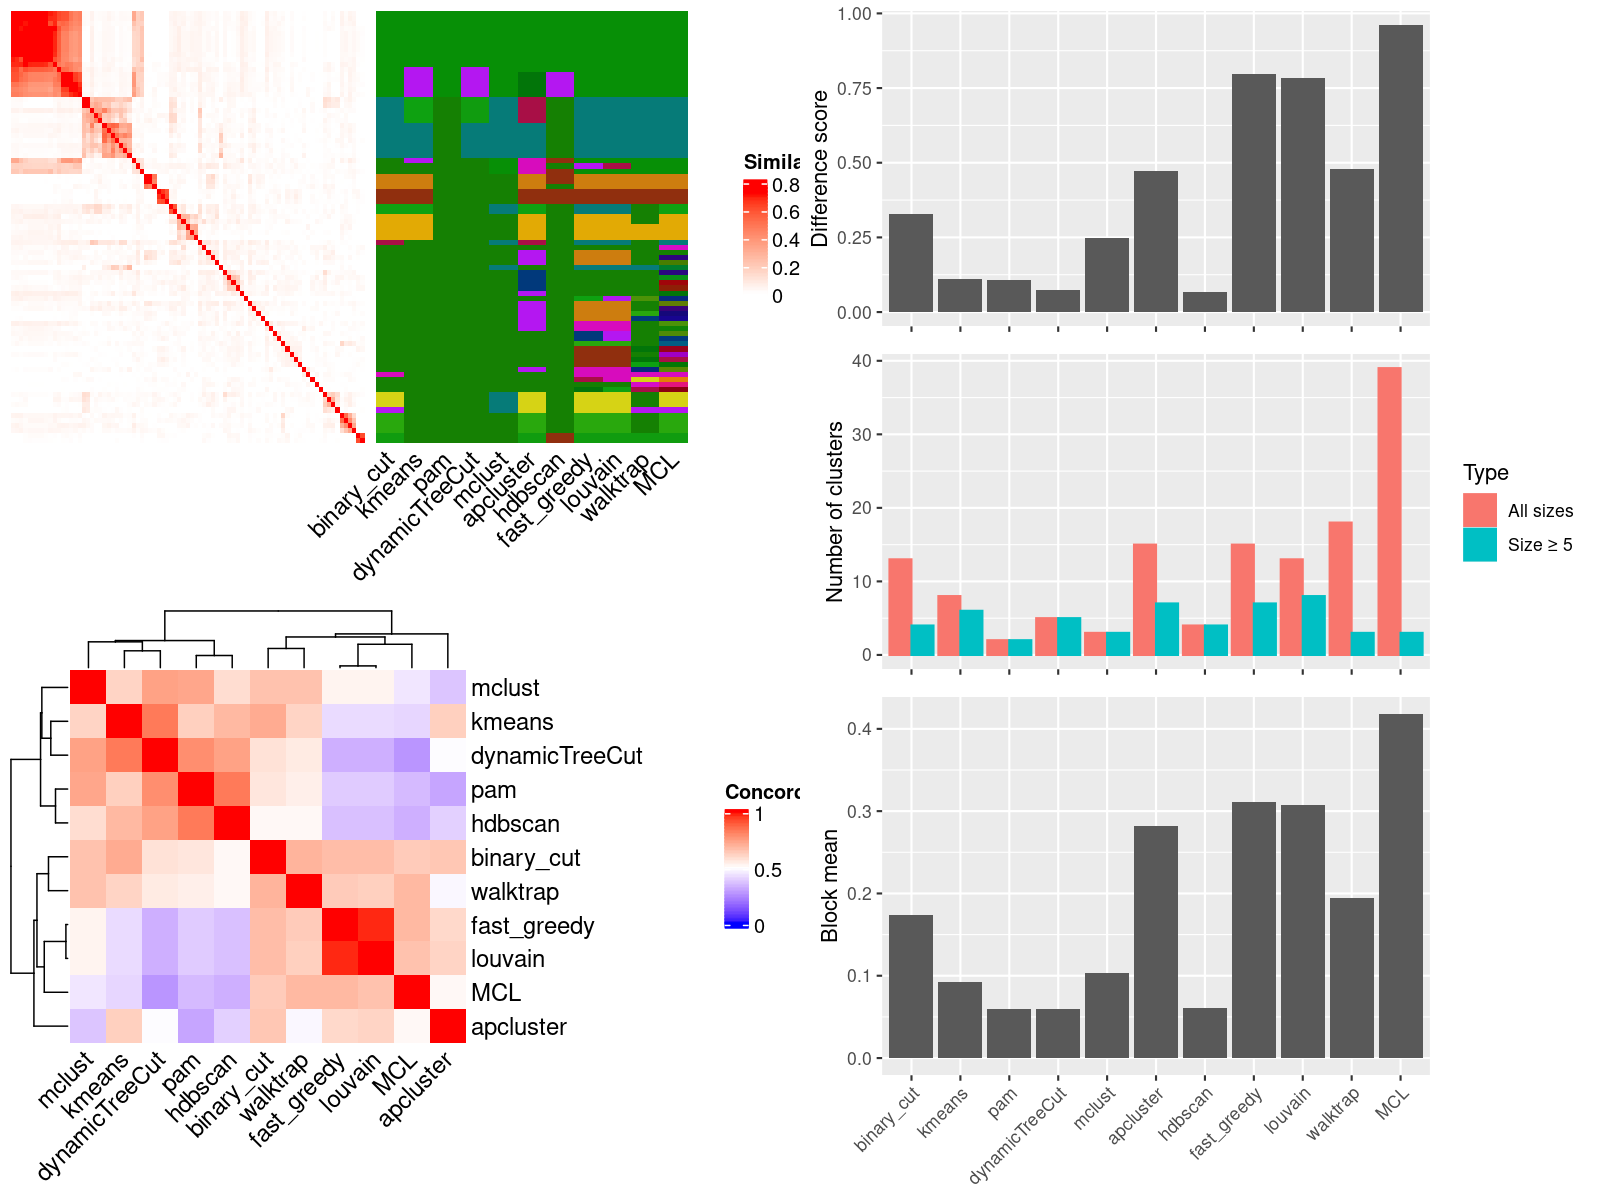 Simila
0.8
0.6
0.4
0.2
0
binary_cut
kmeans
pam
dynamicTreeCut
mclust
apcluster
hdbscan
fast_greedy
louvain
walktrap
MCL
mclust
kmeans
dynamicTreeCut
pam
hdbscan
binary_cut
walktrap
fast_greedy
louvain
MCL
apcluster
mclust
kmeans
dynamicTreeCut
pam
hdbscan
binary_cut
walktrap
fast_greedy
louvain
MCL
apcluster
Concord
1
0.5
0
Difference score
1.00
0.75
0.50
0.25
0.00
Number of clusters
40
30
20
10
0
Type
All sizes
Size ≥ 5
Block mean
0.4
0.3
0.2
0.1
0.0
binary_cut
kmeans
pam
dynamicTreeCut
mclust
apcluster
hdbscan
fast_greedy
louvain
walktrap
MCL